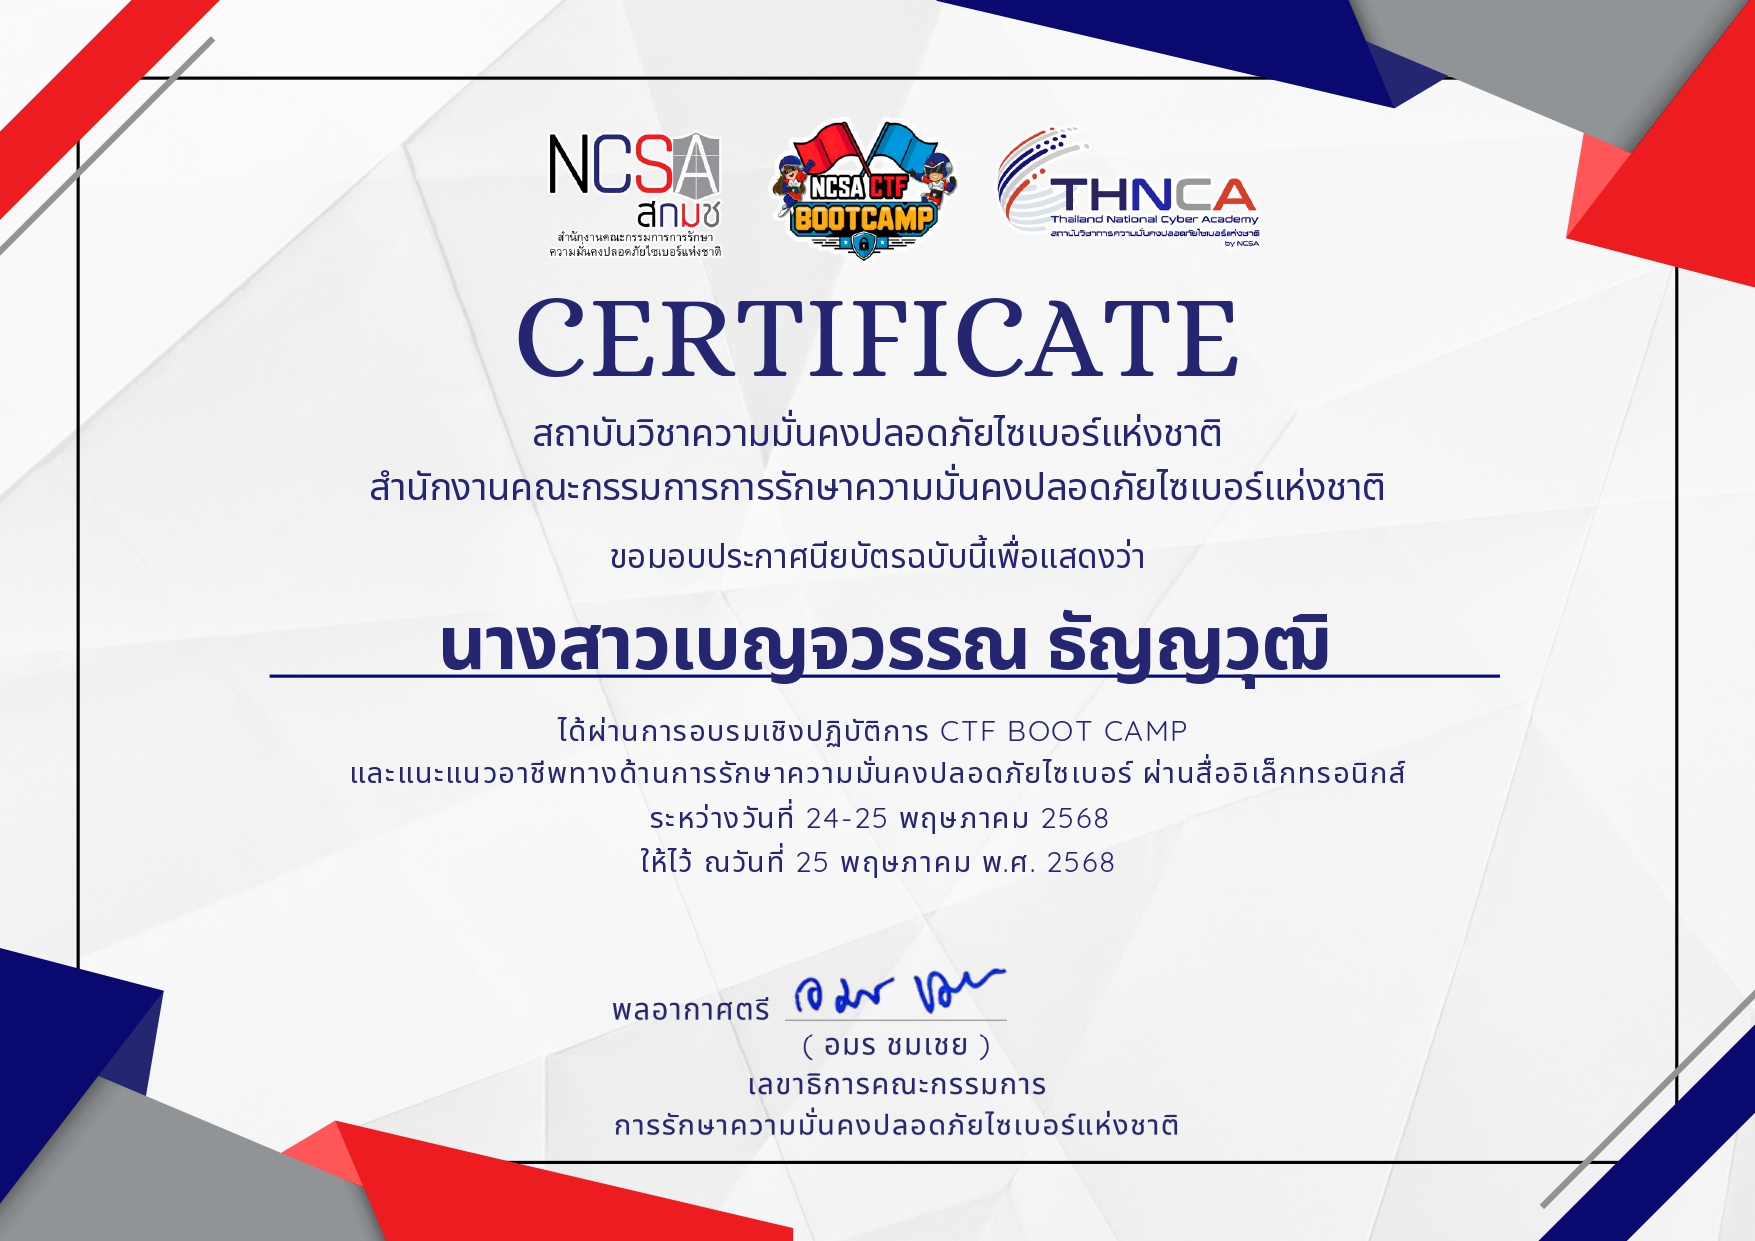 NCSA
สกมช
สำนักงานคณะกรรมการการรักษา
ความมั่นคงปลอดภัยไซเบอร์แห่งชาติ
NCSA CTF
BOOTCAMP
THNCA
Thailand National Cyber Academy
สถาบันวิชาการความมั่นคงปลอดภัยไซเบอร์แห่งชาติ
by NCSA
CERTIFICATE
สถาบันวิชาความมั่นคงปลอดภัยไซเบอร์แห่งชาติ
สำนักงานคณะกรรมการการรักษาความมั่นคงปลอดภัยไซเบอร์แห่งชาติ
ขอมอบประกาศนียบัตรฉบับนี้เพื่อแสดงว่า
นางสาวเบญจวรรณ ธัญญวุฒิ
ได้ผ่านการอบรมเชิงปฏิบัติการ CTF BOOT CAMP
และแนะแนวอาชีพทางด้านการรักษาความมั่นคงปลอดภัยไซเบอร์ ผ่านสื่ออิเล็กทรอนิกส์
ระหว่างวันที่ 24-25 พฤษภาคม 2568
ให้ไว้ ณวันที่ 25 พฤษภาคม พ.ศ. 2568
พลอากาศตรี
( อมร ชมเชย )
เลขาธิการคณะกรรมการ
การรักษาความมั่นคงปลอดภัยไซเบอร์แห่งชาติ